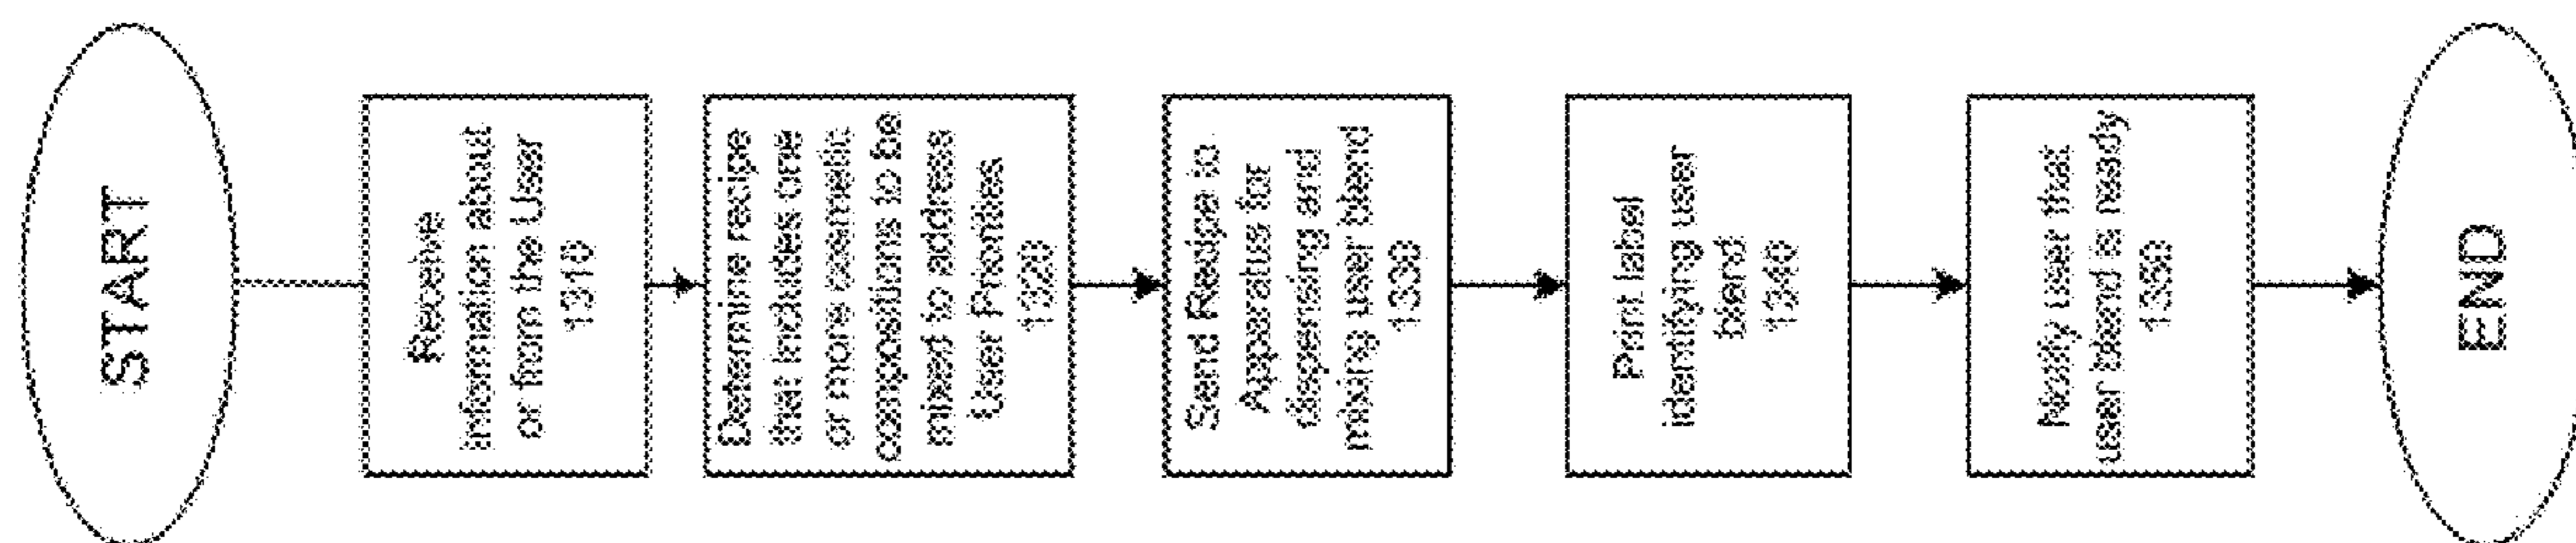 START
Receive
information about
or from the User
1310
Determine recipe
that includes one
or more cosmetic
compositions to be
mixed to address
User Priorities
1320
Send Recipe to
Apparatus for
dispensing and
mixing user blend
1330
Print label
identifying user
blend
1340
Notify user that
user blend is ready
1350
END